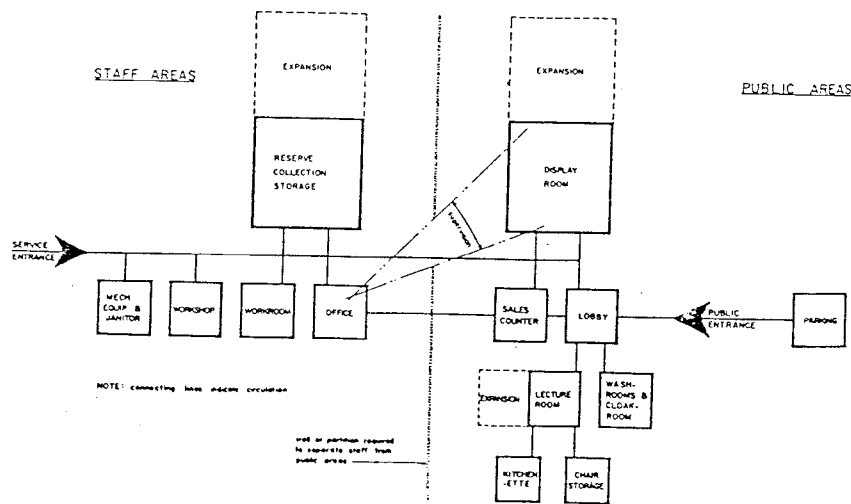 STAFF AREAS
PUBLIC AREAS
EXPANSION
EXPANSION
RESERVE
COLLECTION
STORAGE
DISPLAY
ROOM
supervision
SERVICE
ENTRANCE
MECH
EQUIP &
JANITOR
WORKSHOP
WORKROOM
OFFICE
SALES
COUNTER
LOBBY
PUBLIC
ENTRANCE
PARKING
NOTE: connecting lines indicate circulation
EXPANSION
LECTURE
ROOM
WASH-
ROOMS &
CLOAK-
ROOM
wall or partition required
to separate staff from
public areas
KITCHEN
-ETTE
CHAIR
STORAGE